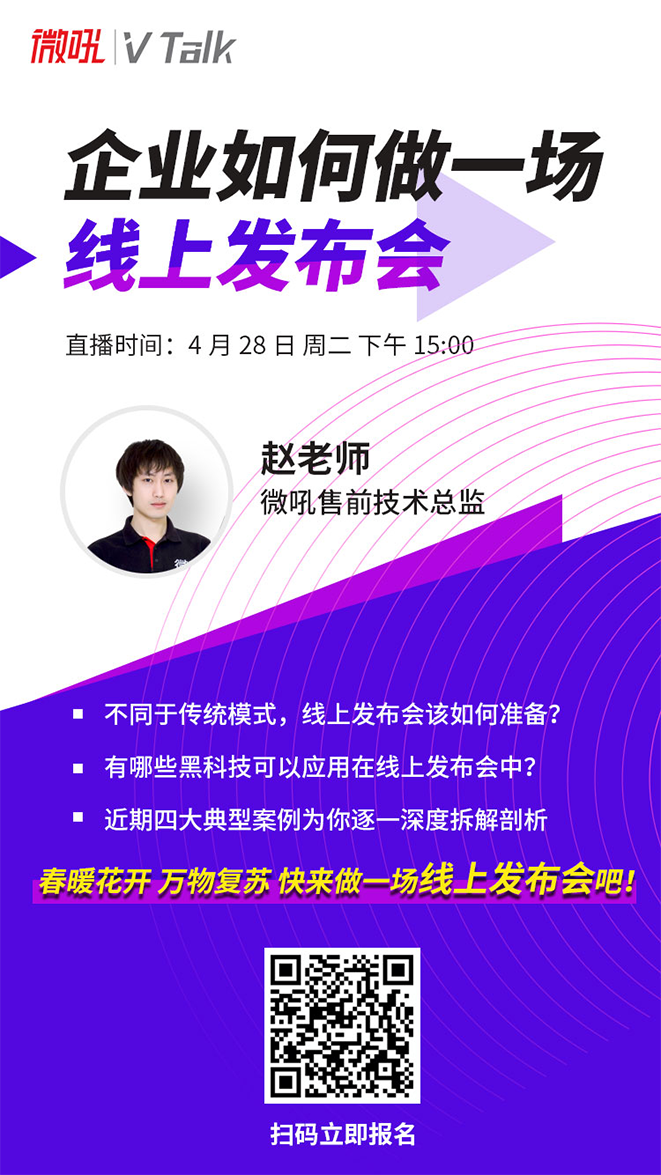 微吼 V Talk
企业如何做一场
线上发布会
直播时间：4 月 28 日 周二 下午 15:00
赵老师
微吼售前技术总监
不同于传统模式，线上发布会该如何准备？
有哪些黑科技可以应用在线上发布会中？
近期四大典型案例为你逐一深度拆解剖析
春暖花开 万物复苏 快来做一场线上发布会吧！
扫码立即报名